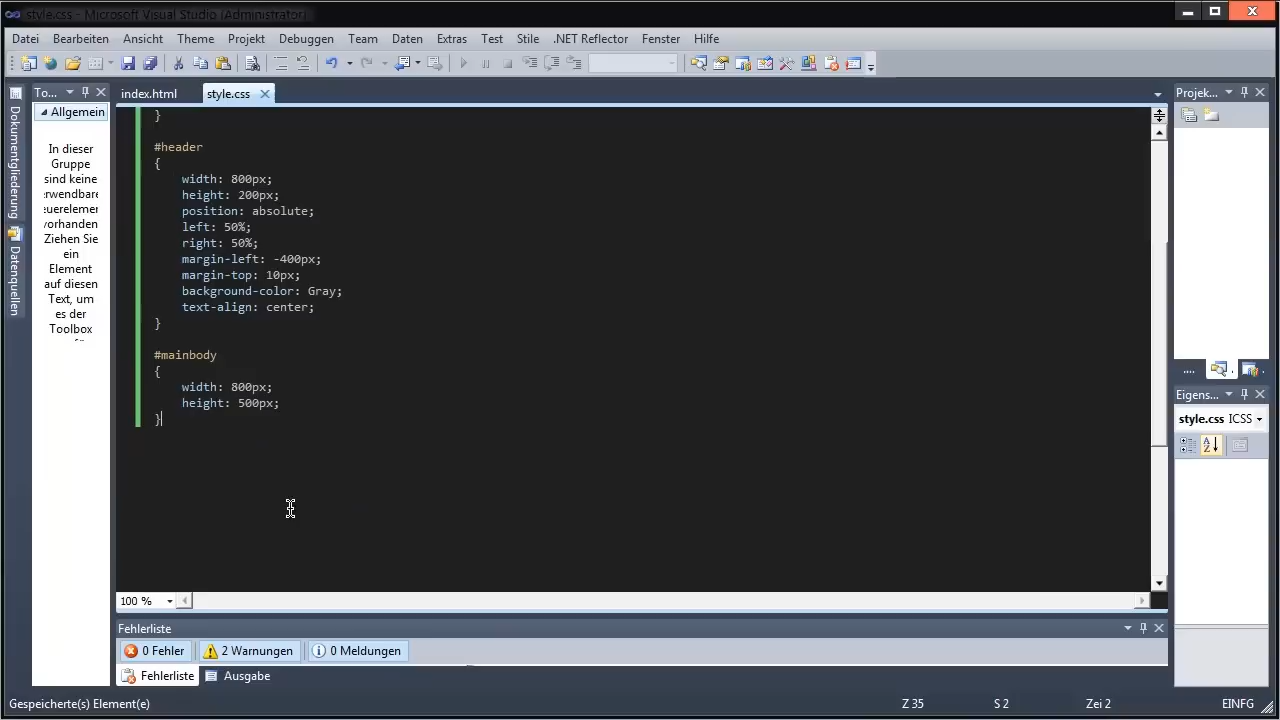 style.css - Microsoft Visual Studio (Administrator)
Datei Bearbeiten Ansicht Theme Projekt Debuggen Team Daten Extras Test Stile .NET Reflector Fenster Hilfe
To...
index.html
style.css
Projek...
Dokumentgliederung
Datenquellen
Allgemein
In dieser
Gruppe
sind keine
erwendbare
euerelemer
vorhanden
Ziehen Sie
ein
Element
auf diesen
Text, um
es der
Toolbox
}
#header
{
width: 800px;
height: 200px;
position: absolute;
left: 50%;
right: 50%;
margin-left: -400px;
margin-top: 10px;
background-color: Gray;
text-align: center;
}
#mainbody
{
width: 800px;
height: 500px;
}
Eigens...
style.css ICSS
100 %
Fehlerliste
0 Fehler
2 Warnungen
0 Meldungen
Fehlerliste
Ausgabe
Gespeicherte(s) Element(e)
Z 35
S 2
Zei 2
EINFG